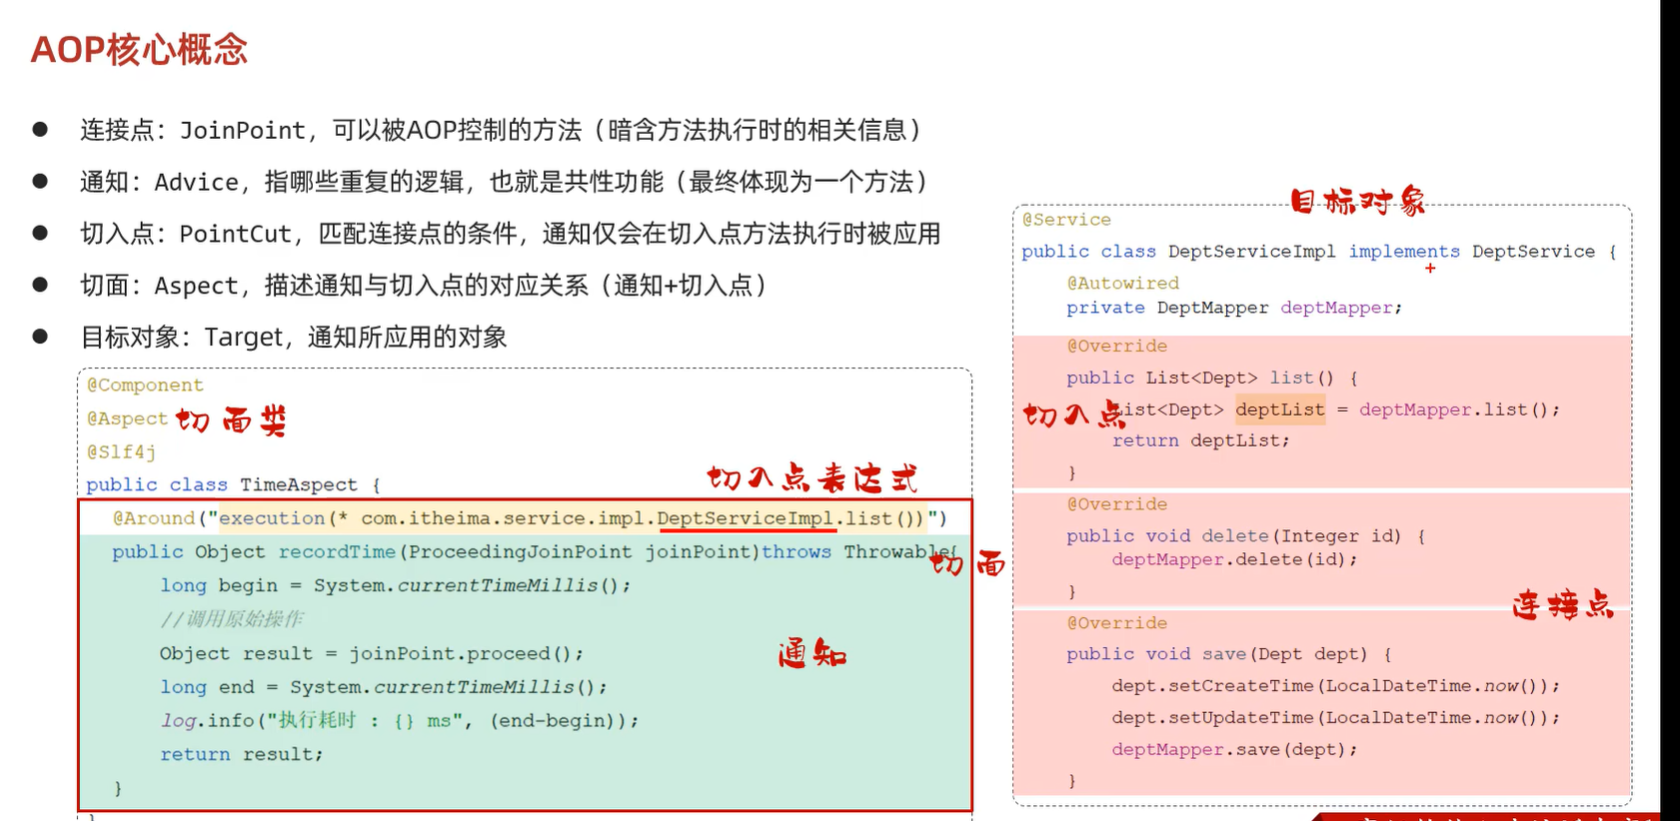 AOP核心概念
● 连接点：JoinPoint，可以被AOP控制的方法（暗含方法执行时的相关信息）
● 通知：Advice，指哪些重复的逻辑，也就是共性功能（最终体现为一个方法）
● 切入点：PointCut，匹配连接点的条件，通知仅会在切入点方法执行时被应用
● 切面：Aspect，描述通知与切入点的对应关系（通知+切入点）
● 目标对象：Target，通知所应用的对象
@Component
@Aspect 切面类
@Slf4j
public class TimeAspect {
切入点表达式
@Around("execution(* com.itheima.service.impl.DeptServiceImpl.list())")
public Object recordTime(ProceedingJoinPoint joinPoint)throws Throwable{
切面
long begin = System.currentTimeMillis();
//调用原始操作
Object result = joinPoint.proceed();
通知
long end = System.currentTimeMillis();
log.info("执行耗时 : {} ms", (end-begin));
return result;
}
}
目标对象
@Service
public class DeptServiceImpl implements DeptService {
@Autowired
private DeptMapper deptMapper;
@Override
public List<Dept> list() {
切入点
List<Dept> deptList = deptMapper.list();
return deptList;
}
@Override
public void delete(Integer id) {
deptMapper.delete(id);
}
连接点
@Override
public void save(Dept dept) {
dept.setCreateTime(LocalDateTime.now());
dept.setUpdateTime(LocalDateTime.now());
deptMapper.save(dept);
}